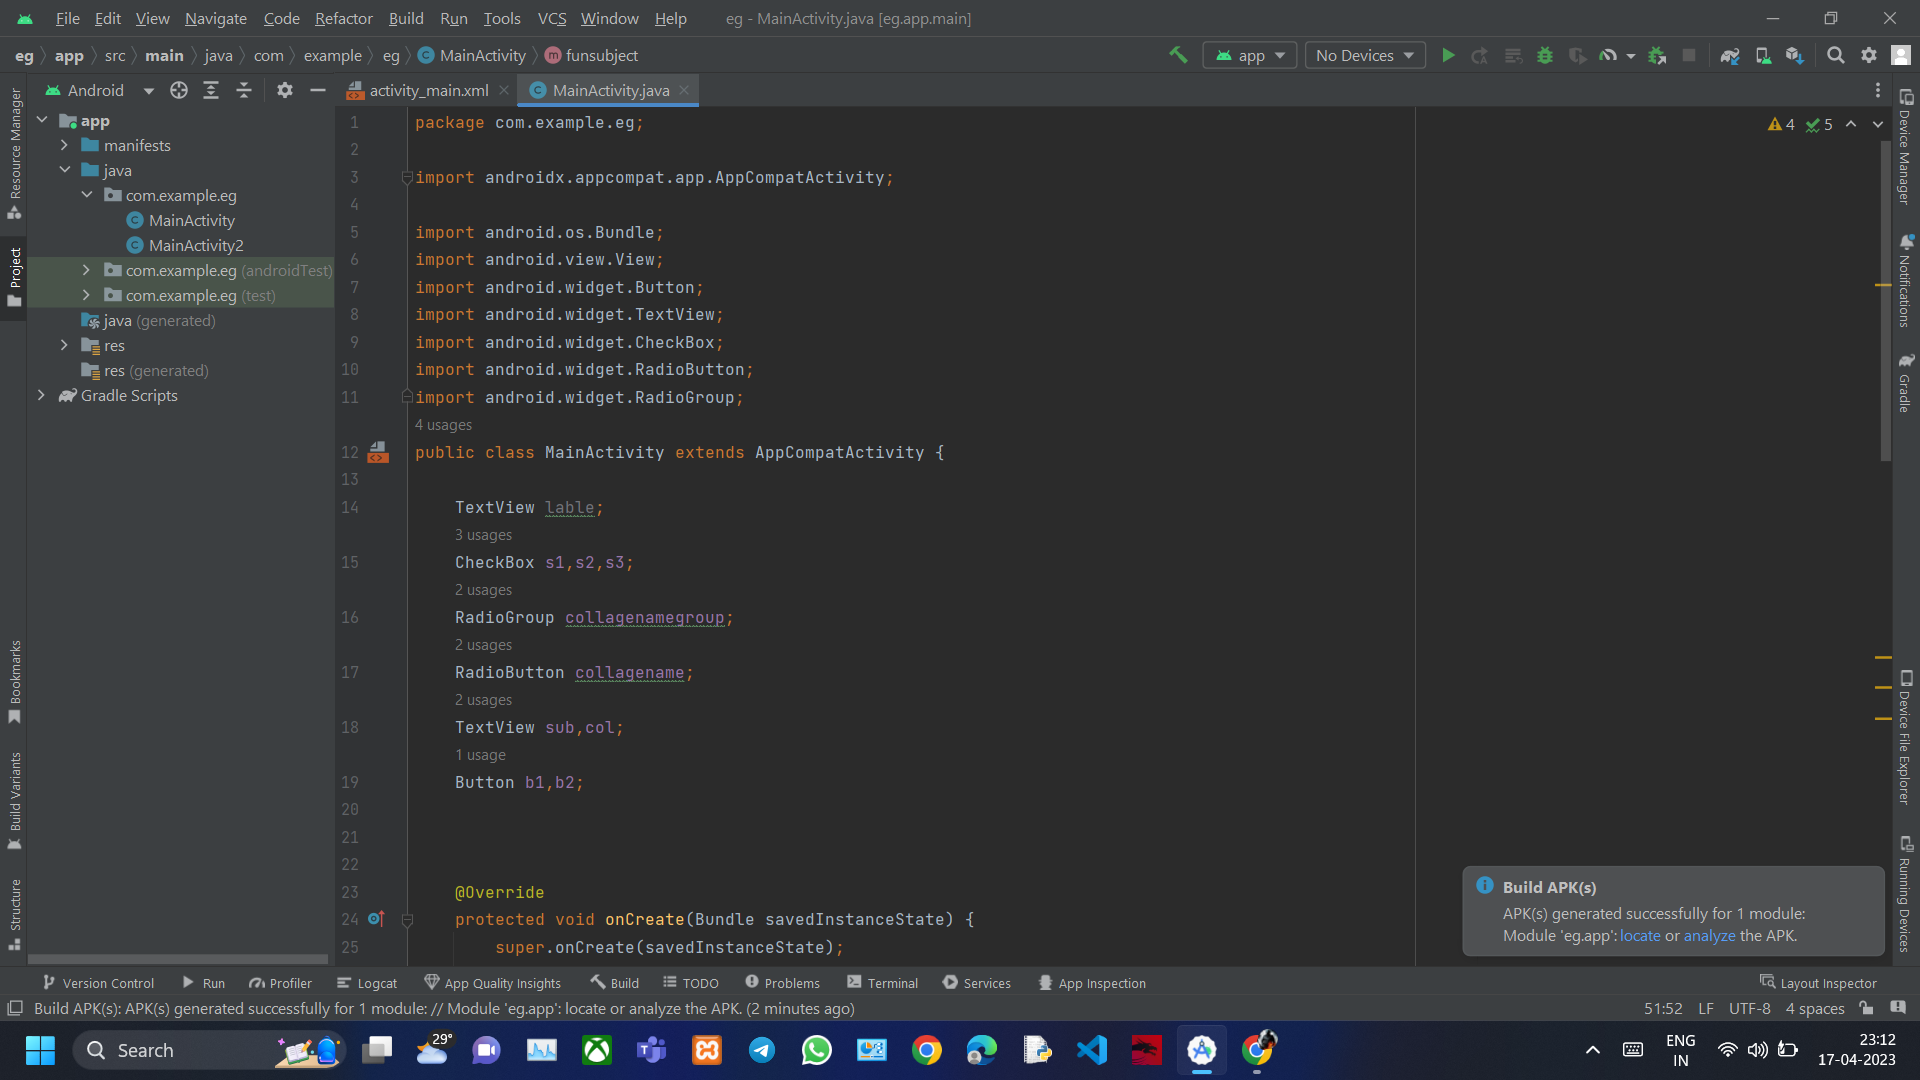 File Edit View Navigate Code Refactor Build Run Tools VCS Window Help eg - MainActivity.java [eg.app.main]
eg app src main java com example eg MainActivity funsubject app No Devices
Android activity_main.xml MainActivity.java
app
manifests
java
com.example.eg
MainActivity
MainActivity2
com.example.eg (androidTest)
com.example.eg (test)
java (generated)
res
res (generated)
Gradle Scripts
Resource Manager
Project
Bookmarks
Build Variants
Structure
4 5
1 package com.example.eg;
2
3 import androidx.appcompat.app.AppCompatActivity;
4
5 import android.os.Bundle;
6 import android.view.View;
7 import android.widget.Button;
8 import android.widget.TextView;
9 import android.widget.CheckBox;
10 import android.widget.RadioButton;
11 import android.widget.RadioGroup;
4 usages
12 public class MainActivity extends AppCompatActivity {
13
14 TextView lable;
3 usages
15 CheckBox s1,s2,s3;
2 usages
16 RadioGroup collagenamegroup;
2 usages
17 RadioButton collagename;
2 usages
18 TextView sub,col;
1 usage
19 Button b1,b2;
20
21
22
23 @Override
24 protected void onCreate(Bundle savedInstanceState) {
25 super.onCreate(savedInstanceState);
Device Manager
Notifications
Gradle
Device File Explorer
Running Devices
Build APK(s)
APK(s) generated successfully for 1 module:
Module 'eg.app': locate or analyze the APK.
Version Control Run Profiler Logcat App Quality Insights Build TODO Problems Terminal Services App Inspection Layout Inspector
Build APK(s): APK(s) generated successfully for 1 module: // Module 'eg.app': locate or analyze the APK. (2 minutes ago) 51:52 LF UTF-8 4 spaces
Search 29° ENG 23:12
IN 17-04-2023